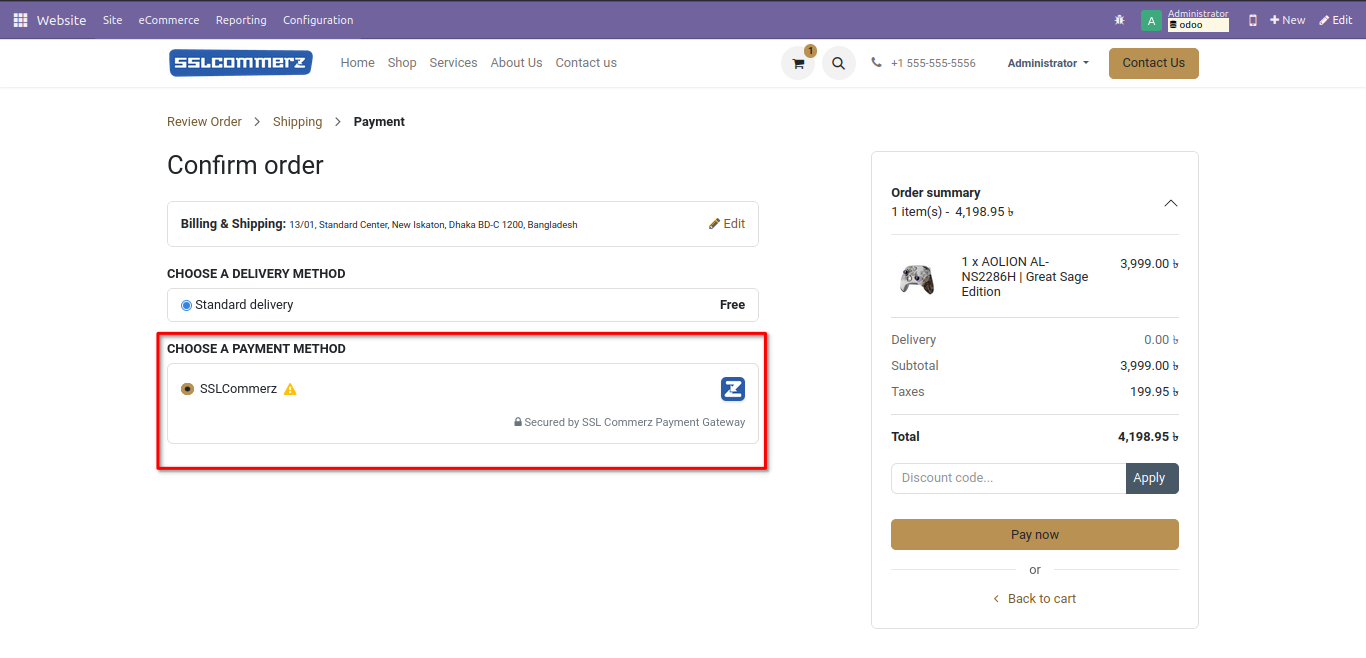 Website Site eCommerce Reporting Configuration
A Administrator
odoo
New Edit
SSLCOMMERZ Home Shop Services About Us Contact us
1
+1 555-555-5556 Administrator Contact Us
Review Order > Shipping > Payment
Confirm order
Billing & Shipping: 13/01, Standard Center, New Iskaton, Dhaka BD-C 1200, Bangladesh Edit
CHOOSE A DELIVERY METHOD
Standard delivery Free
CHOOSE A PAYMENT METHOD
SSLCommerz
Secured by SSL Commerz Payment Gateway
Order summary
1 item(s) - 4,198.95 ৳
1 x AOLION AL-
NS2286H | Great Sage
Edition
3,999.00 ৳
Delivery 0.00 ৳
Subtotal 3,999.00 ৳
Taxes 199.95 ৳
Total 4,198.95 ৳
Discount code... Apply
Pay now
or
Back to cart